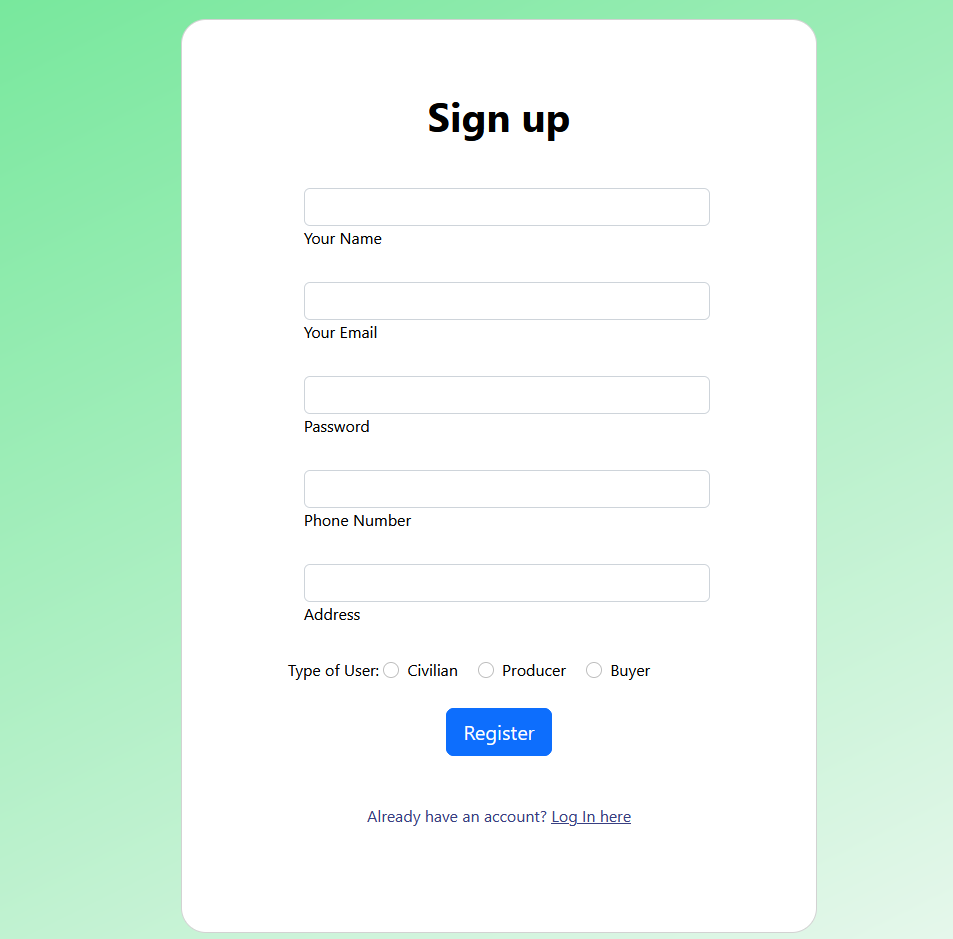 Sign up
Your Name
Your Email
Password
Phone Number
Address
Type of User: Civilian Producer Buyer
Register
Already have an account? Log In here